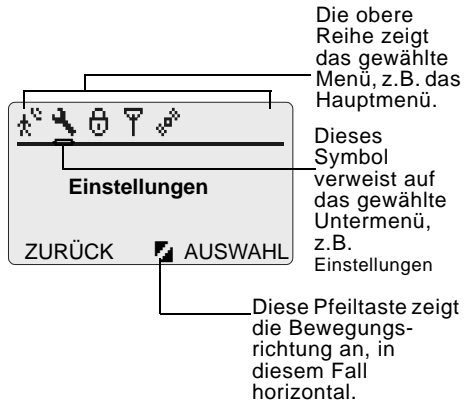 Die obere
Reihe zeigt
das gewählte
Menü, z.B. das
Hauptmenü.
Einstellungen
ZURÜCK AUSWAHL
Dieses
Symbol
verweist auf
das gewählte
Untermenü,
z.B.
Einstellungen
Diese Pfeiltaste zeigt
die Bewegungs-
richtung an, in
diesem Fall
horizontal.